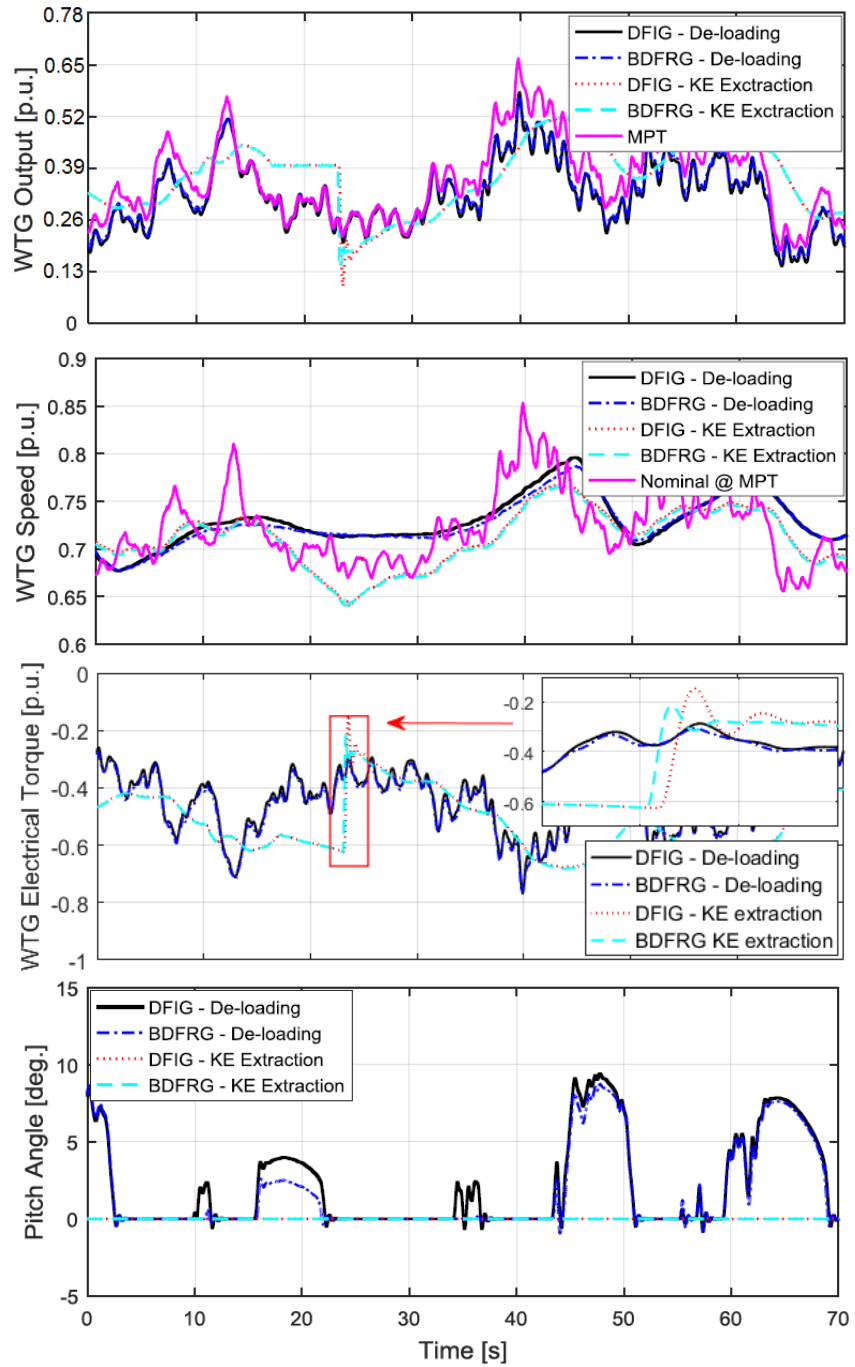 WTG Output [p.u.]
0.78
0.65
0.52
0.39
0.26
0.13
0
DFIG - De-loading
BDFRG - De-loading
DFIG - KE Exctraction
BDFRG - KE Exctraction
MPT
WTG Speed [p.u.]
0.9
0.85
0.8
0.75
0.7
0.65
0.6
DFIG - De-loading
BDFRG - De-loading
DFIG - KE Extraction
BDFRG - KE Extraction
Nominal @ MPT
WTG Electrical Torque [p.u.]
-0
-0.2
-0.4
-0.6
-0.8
-1
-0.2
-0.4
-0.6
DFIG - De-loading
BDFRG - De-loading
DFIG - KE extraction
BDFRG KE extraction
Pitch Angle [deg.]
15
10
5
0
-5
DFIG - De-loading
BDFRG - De-loading
DFIG - KE Extraction
BDFRG - KE Extraction
0 10 20 30 40 50 60 70
Time [s]